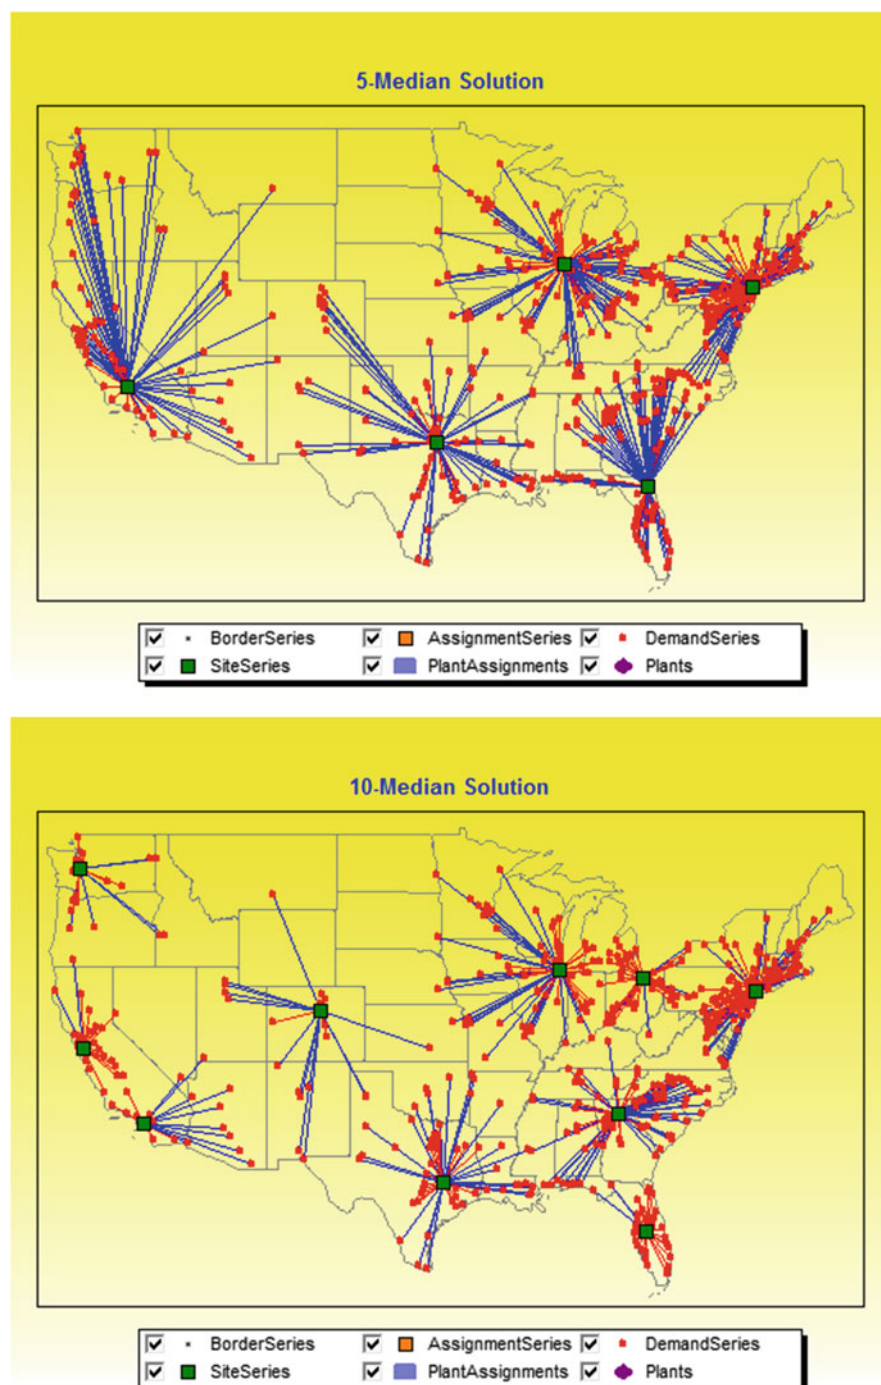 5-Median Solution
BorderSeries AssignmentSeries DemandSeries
SiteSeries PlantAssignments Plants
10-Median Solution
BorderSeries AssignmentSeries DemandSeries
SiteSeries PlantAssignments Plants